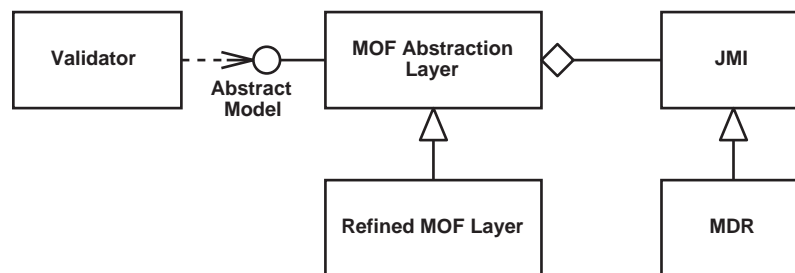 Validator
Abstract
Model
MOF Abstraction
Layer
JMI
Refined MOF Layer
MDR